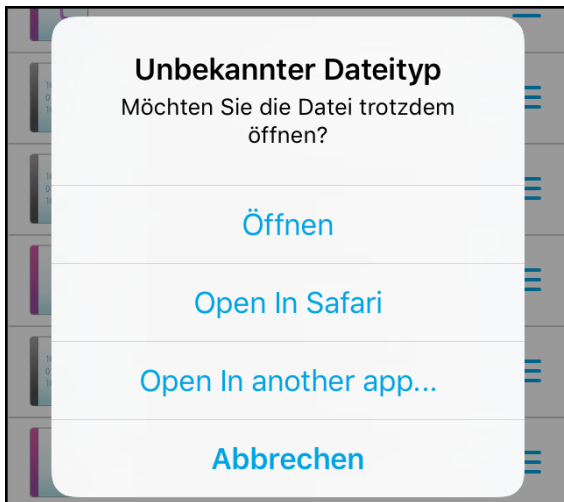 Unbekannter Dateityp
Möchten Sie die Datei trotzdem
öffnen?
Öffnen
Open In Safari
Open In another app...
Abbrechen